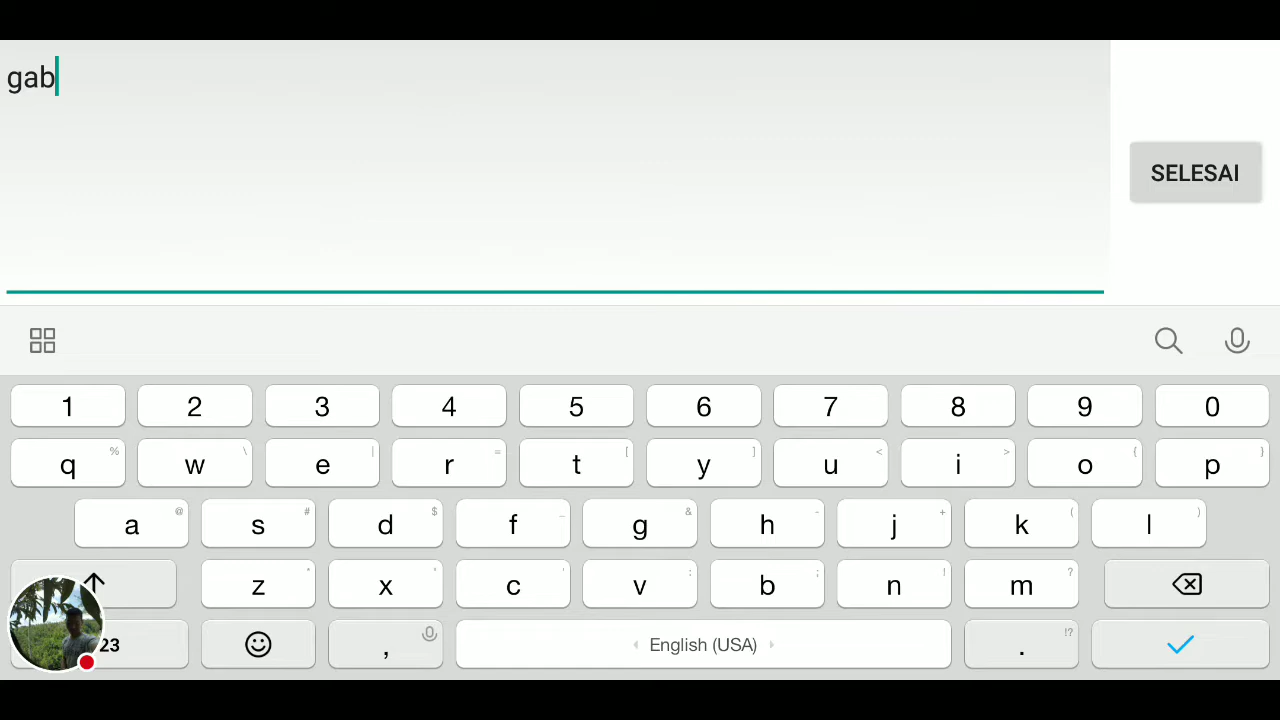 gab
SELESAI
1 2 3 4 5 6 7 8 9 0
q % w \ e | r = t [ y ] u < i > o { p }
a @ s # d $ f _ g & h - j + k ( l )
z x c ' v : b ; n ! m ?
23 , English (USA) . !?